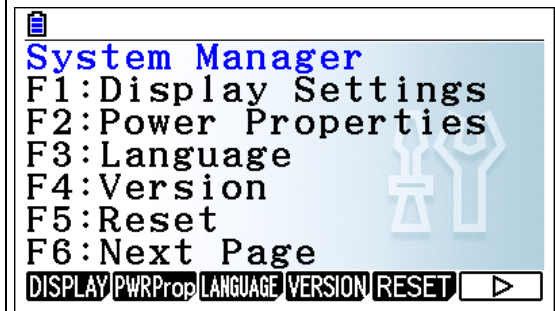 System Manager
F1:Display Settings
F2:Power Properties
F3:Language
F4:Version
F5:Reset
F6:Next Page
DISPLAY PWRProp LANGUAGE VERSION RESET ▷